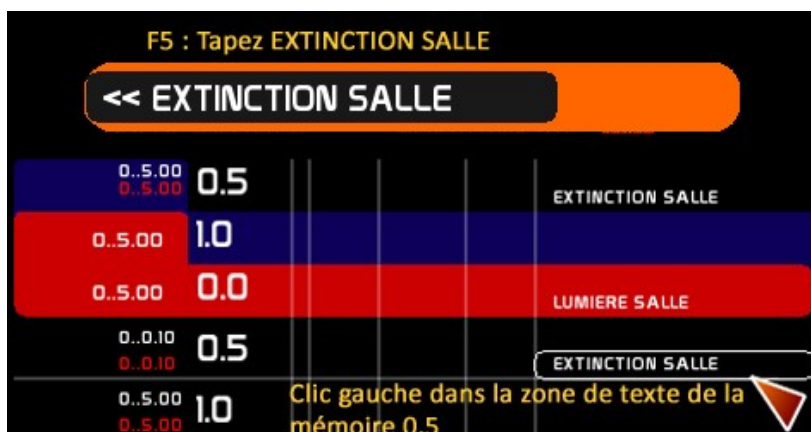 F5 : Tapez EXTINCTION SALLE
<< EXTINCTION SALLE
0..5.00
0..5.00
0.5
EXTINCTION SALLE
0..5.00
1.0
0..5.00
0.0
LUMIERE SALLE
0..0.10
0..0.10
0.5
EXTINCTION SALLE
0..5.00
0..5.00
1.0
Clic gauche dans la zone de texte de la
mémoire 0.5